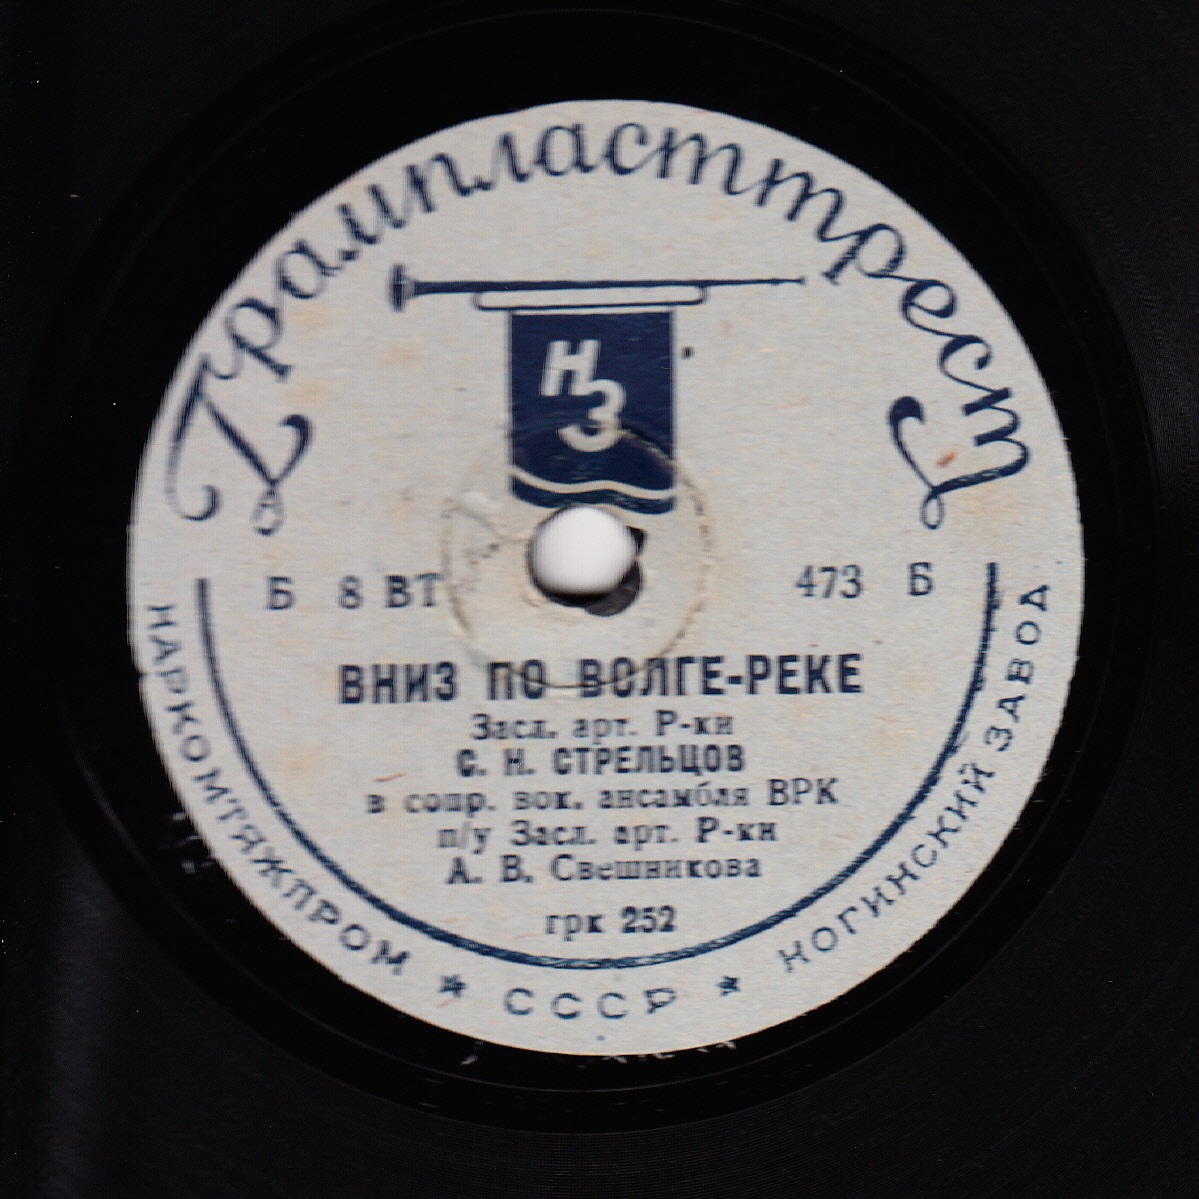 Грампласттрест
НЗ
Б 8 ВТ 473 Б
ВНИЗ ПО ВОЛГЕ-РЕКЕ
Засл. арт. Р-ки
С. Н. СТРЕЛЬЦОВ
в сопр. вок. ансамбля ВРК
п/у Засл. арт. Р-ки
А. В. Свешникова
грк 252
НАРКОМТЯЖПРОМ * СССР * НОГИНСКИЙ ЗАВОД